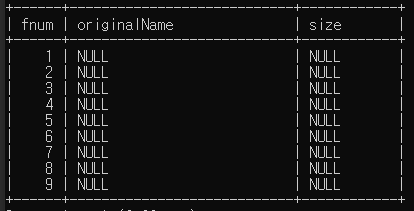 fnum | originalName | size
1 | NULL | NULL
2 | NULL | NULL
3 | NULL | NULL
4 | NULL | NULL
5 | NULL | NULL
6 | NULL | NULL
7 | NULL | NULL
8 | NULL | NULL
9 | NULL | NULL